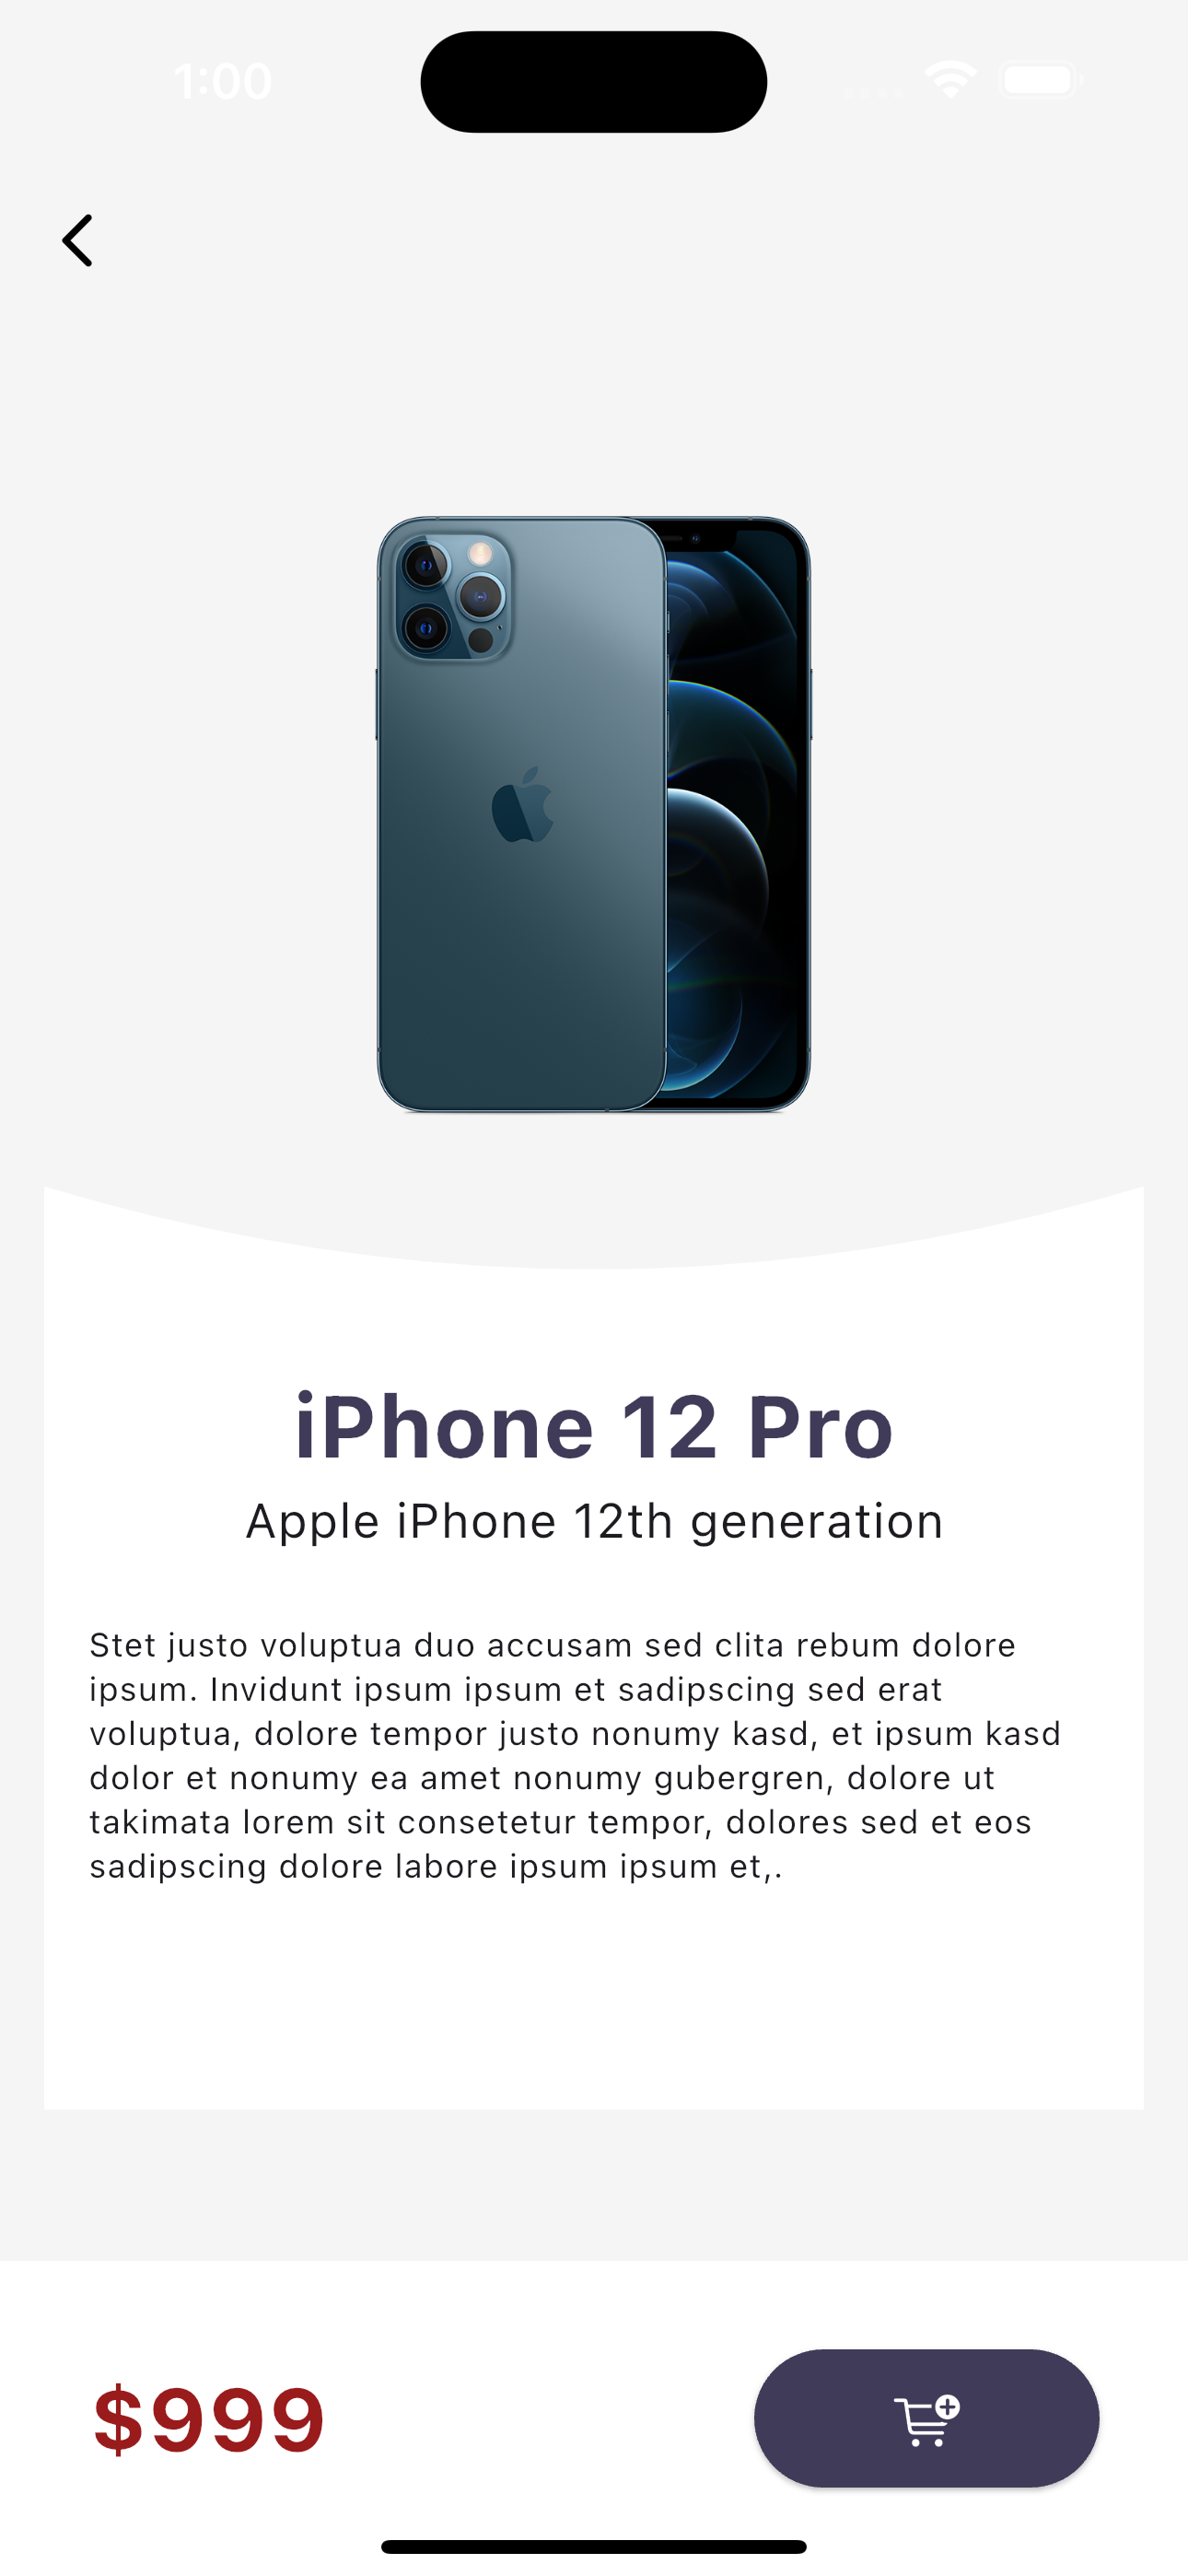 1:00
iPhone 12 Pro
Apple iPhone 12th generation
Stet justo voluptua duo accusam sed clita rebum dolore
ipsum. Invidunt ipsum ipsum et sadipscing sed erat
voluptua, dolore tempor justo nonumy kasd, et ipsum kasd
dolor et nonumy ea amet nonumy gubergren, dolore ut
takimata lorem sit consetetur tempor, dolores sed et eos
sadipscing dolore labore ipsum ipsum et,.
$999